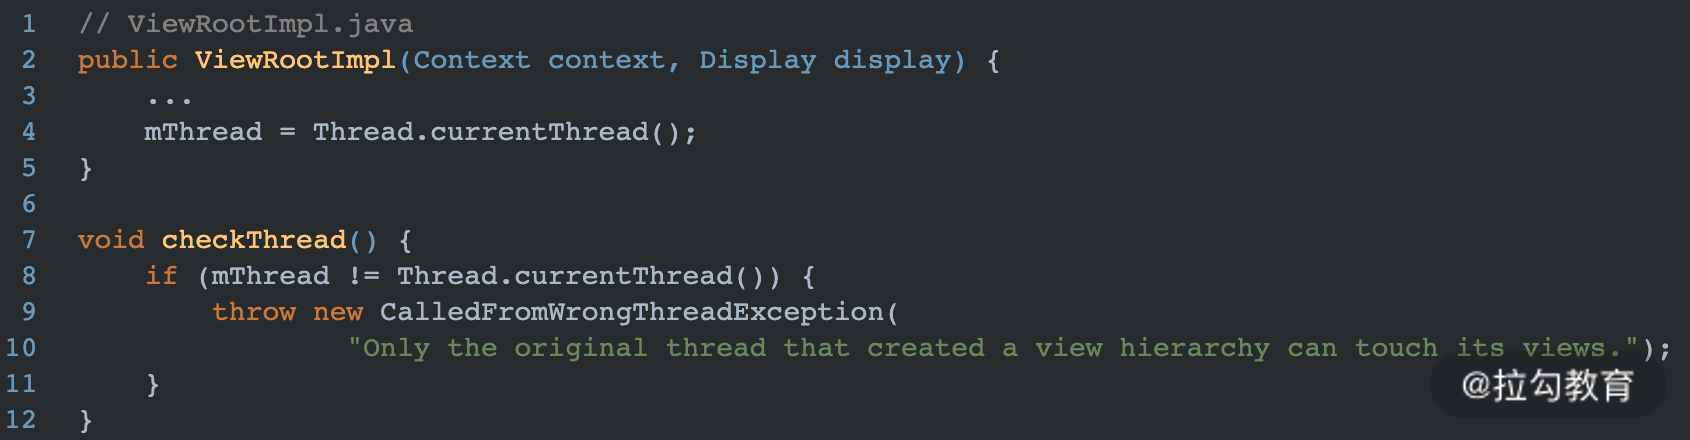 1 // ViewRootImpl.java
2 public ViewRootImpl(Context context, Display display) {
3     ...
4     mThread = Thread.currentThread();
5 }
6
7 void checkThread() {
8     if (mThread != Thread.currentThread()) {
9         throw new CalledFromWrongThreadException(
10                 "Only the original thread that created a view hierarchy can touch its views.");
11     }
12 }
@拉勾教育